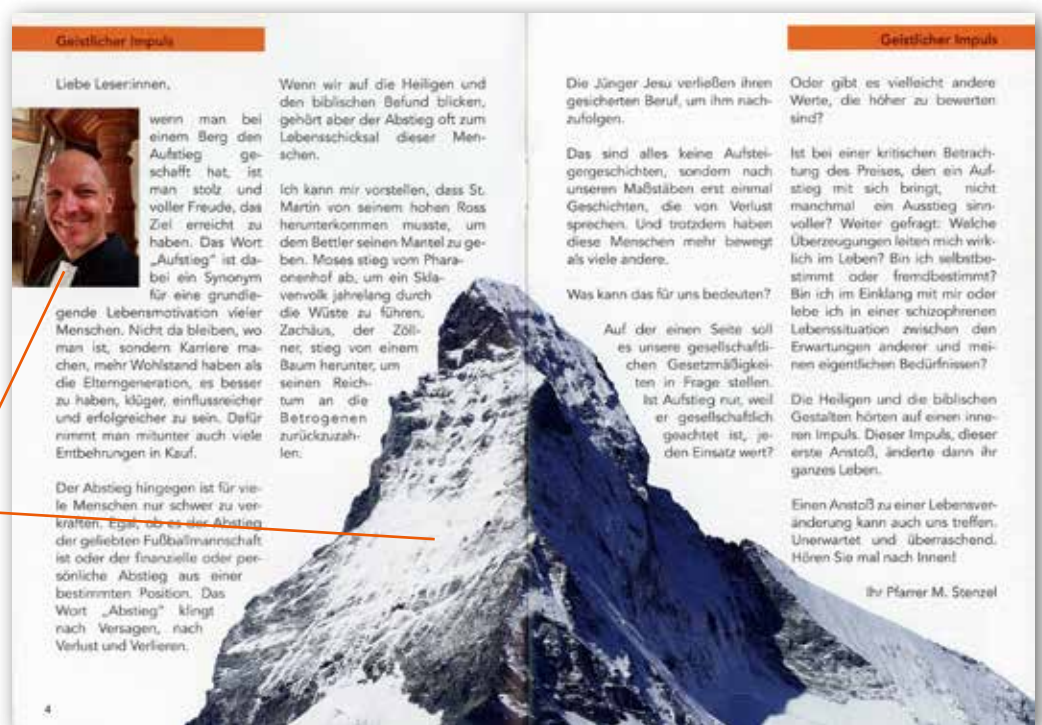 Geistlicher Impuls
Liebe Leser:innen,
wenn man bei
einem Berg den
Aufstieg ge-
schafft hat, ist
man stolz und
voller Freude, das
Ziel erreicht zu
haben. Das Wort
„Aufstieg" ist da-
bei ein Synonym
für eine grundle-
gende Lebensmotivation vieler
Menschen. Nicht da bleiben, wo
man ist, sondern Karriere ma-
chen, mehr Wohlstand haben als
die Elterngeneration, es besser
zu haben, klüger, einflussreicher
und erfolgreicher zu sein. Dafür
nimmt man mitunter auch viele
Entbehrungen in Kauf.
Der Abstieg hingegen ist für vie-
le Menschen nur schwer zu ver-
kraften. Egal, ob es der Abstieg
der geliebten Fußballmannschaft
ist oder der finanzielle oder per-
sönliche Abstieg aus einer
bestimmten Position. Das
Wort „Abstieg" klingt
nach Versagen, nach
Verlust und Verlieren.
4
Wenn wir auf die Heiligen und
den biblischen Befund blicken,
gehört aber der Abstieg oft zum
Lebensschicksal dieser Men-
schen.
Ich kann mir vorstellen, dass St.
Martin von seinem hohen Ross
herunterkommen musste, um
dem Bettler seinen Mantel zu ge-
ben. Moses stieg vom Phara-
onenhof ab, um ein Skla-
venvolk jahrelang durch
die Wüste zu führen,
Zachäus, der Zöll-
ner, stieg von einem
Baum herunter, um
seinen Reich-
tum an die
Betrogenen
zurückzuzah-
len.
Geistlicher Impuls
Die Jünger Jesu verließen ihren
gesicherten Beruf, um ihm nach-
zufolgen.
Das sind alles keine Aufstei-
gergeschichten, sondern nach
unseren Maßstäben erst einmal
Geschichten, die von Verlust
sprechen. Und trotzdem haben
diese Menschen mehr bewegt
als viele andere.
Was kann das für uns bedeuten?
Auf der einen Seite soll
es unsere gesellschaftli-
chen Gesetzmäßigkei-
ten in Frage stellen.
Ist Aufstieg nur, weil
er gesellschaftlich
geachtet ist, je-
den Einsatz wert?
Oder gibt es vielleicht andere
Werte, die höher zu bewerten
sind?
Ist bei einer kritischen Betrach-
tung des Preises, den ein Auf-
stieg mit sich bringt, nicht
manchmal ein Ausstieg sinn-
voller? Weiter gefragt: Welche
Überzeugungen leiten mich wirk-
lich im Leben? Bin ich selbstbe-
stimmt oder fremdbestimmt?
Bin ich im Einklang mit mir oder
lebe ich in einer schizophrenen
Lebenssituation zwischen den
Erwartungen anderer und mei-
nen eigentlichen Bedürfnissen?
Die Heiligen und die biblischen
Gestalten hörten auf einen inne-
ren Impuls. Dieser Impuls, dieser
erste Anstoß, änderte dann ihr
ganzes Leben.
Einen Anstoß zu einer Lebensver-
änderung kann auch uns treffen.
Unerwartet und überraschend.
Hören Sie mal nach Innen!
Ihr Pfarrer M. Stenzel